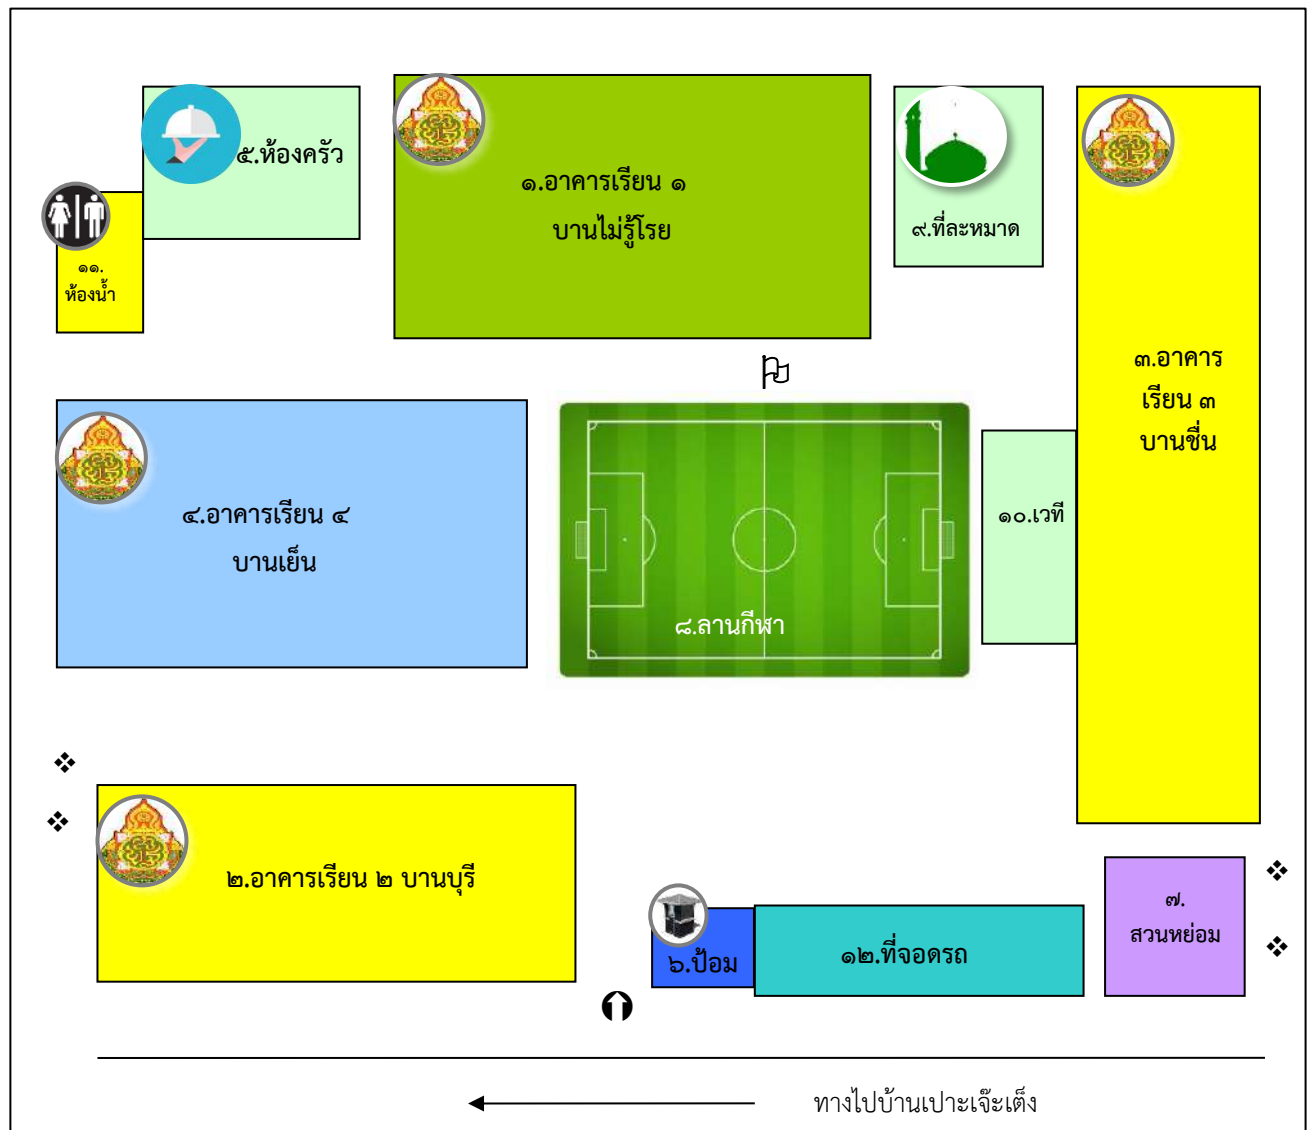 ๕.ห้องครัว
๑.อาคารเรียน ๑
บานไม่รู้โรย
๙.ที่ละหมาด
๑๑.
ห้องน้ำ
๓.อาคาร
เรียน ๓
บานชื่น
๔.อาคารเรียน ๔
บานเย็น
๑๐.เวที
๘.ลานกีฬา
๒.อาคารเรียน ๒ บานบุรี
๖.ป้อม
๑๒.ที่จอดรถ
๗.
สวนหย่อม
ทางไปบ้านเปาะเจ๊ะเต็ง